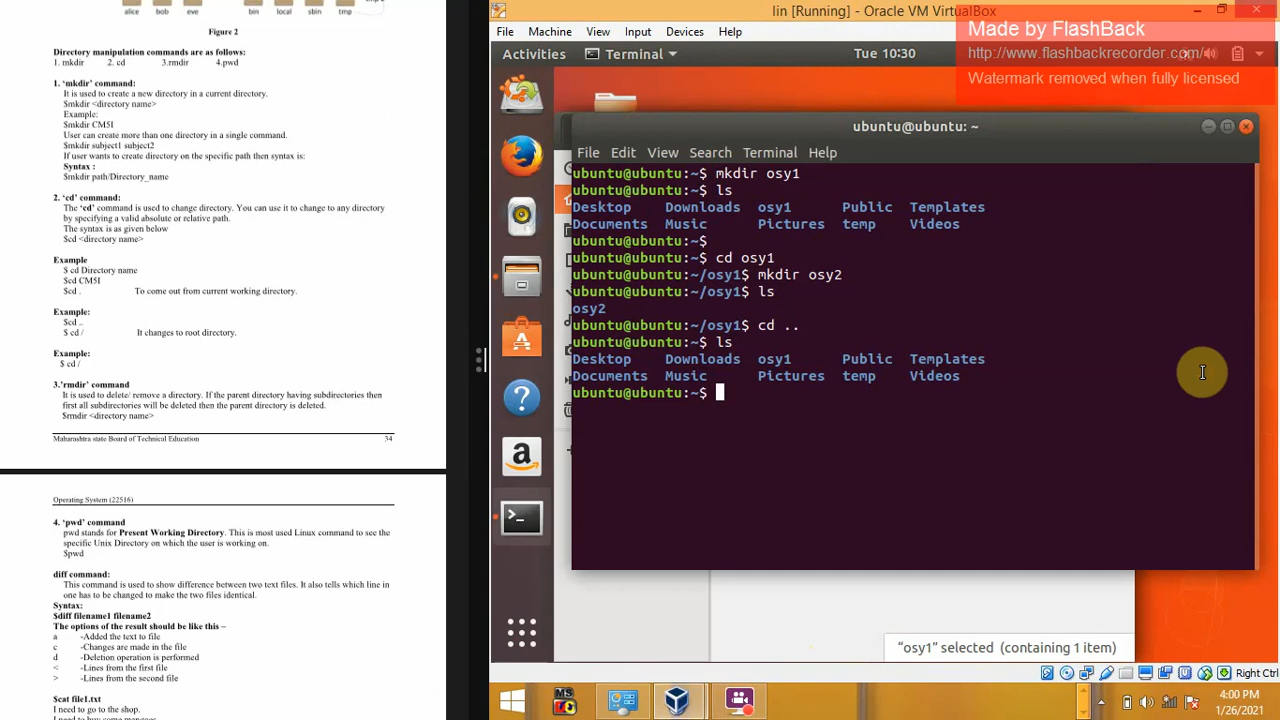 alice bob eve bin local sbin tmp
Figure 2
Directory manipulation commands are as follows:
1. mkdir 2. cd 3.rmdir 4.pwd
1. ‘mkdir’ command:
It is used to create a new directory in a current directory.
$mkdir <directory name>
Example:
$mkdir CM5I
User can create more than one directory in a single command.
$mkdir subject1 subject2
If user wants to create directory on the specific path then syntax is:
Syntax :
$mkdir path/Directory_name
2. ‘cd’ command:
The ‘cd’ command is used to change directory. You can use it to change to any directory
by specifying a valid absolute or relative path.
The syntax is as given below
$cd <directory name>
Example
$ cd Directory name
$cd CM5I
$cd . To come out from current working directory.
Example:
$cd ..
$ cd / It changes to root directory.
Example:
$ cd /
3.'rmdir’ command
It is used to delete/ remove a directory. If the parent directory having subdirectories then
first all subdirectories will be deleted then the parent directory is deleted.
$rmdir <directory name>
Maharashtra state Board of Technical Education 34
Operating System (22516)
4. ‘pwd’ command
pwd stands for Present Working Directory. This is most used Linux command to see the
specific Unix Directory on which the user is working on.
$pwd
diff command:
This command is used to show difference between two text files. It also tells which line in
one has to be changed to make the two files identical.
Syntax:
$diff filename1 filename2
The options of the result should be like this –
a -Added the text to file
c -Changes are made in the file
d -Deletion operation is performed
< -Lines from the first file
> -Lines from the second file
$cat file1.txt
I need to go to the shop.
I need to buy some mangoes.
lin [Running] - Oracle VM VirtualBox
File Machine View Input Devices Help
Made by FlashBack
http://www.flashbackrecorder.com/
Watermark removed when fully licensed
Activities Terminal Tue 10:30
ubuntu@ubuntu: ~
File Edit View Search Terminal Help
ubuntu@ubuntu:~$ mkdir osy1
ubuntu@ubuntu:~$ ls
Desktop Downloads osy1 Public Templates
Documents Music Pictures temp Videos
ubuntu@ubuntu:~$
ubuntu@ubuntu:~$ cd osy1
ubuntu@ubuntu:~/osy1$ mkdir osy2
ubuntu@ubuntu:~/osy1$ ls
osy2
ubuntu@ubuntu:~/osy1$ cd ..
ubuntu@ubuntu:~$ ls
Desktop Downloads osy1 Public Templates
Documents Music Pictures temp Videos
ubuntu@ubuntu:~$
“osy1” selected (containing 1 item)
Right Ctrl
MS
4:00 PM
1/26/2021